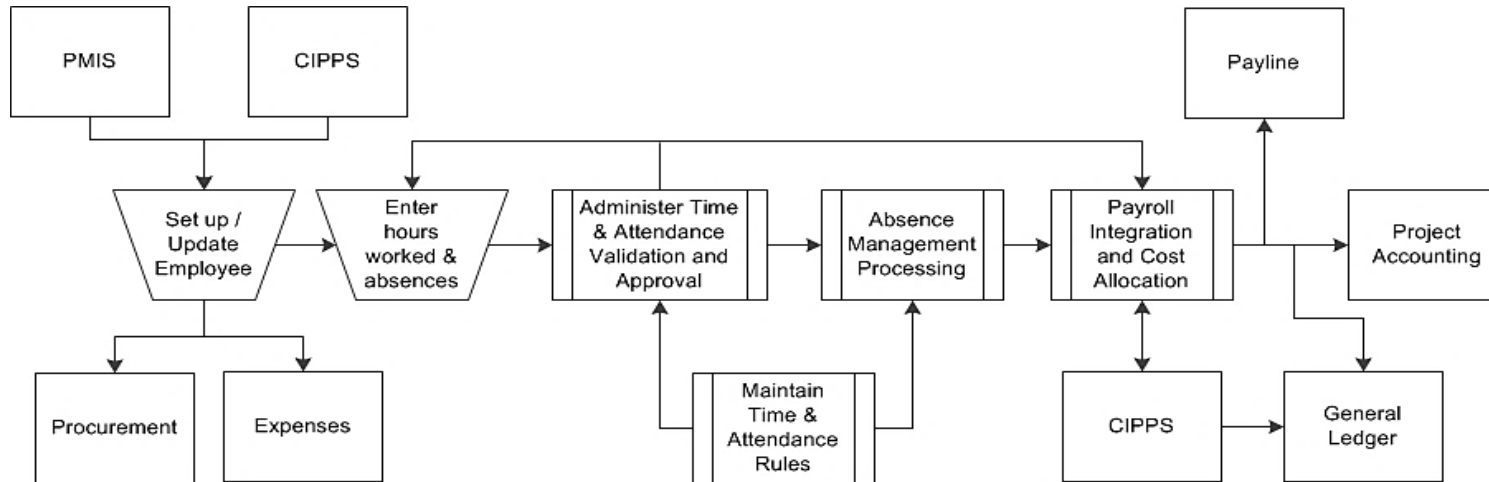 PMIS
CIPPS
Payline
Set up /
Update
Employee
Enter
hours
worked &
absences
Administer Time
& Attendance
Validation and
Approval
Absence
Management
Processing
Payroll
Integration
and Cost
Allocation
Project
Accounting
Procurement
Expenses
Maintain
Time &
Attendance
Rules
CIPPS
General
Ledger